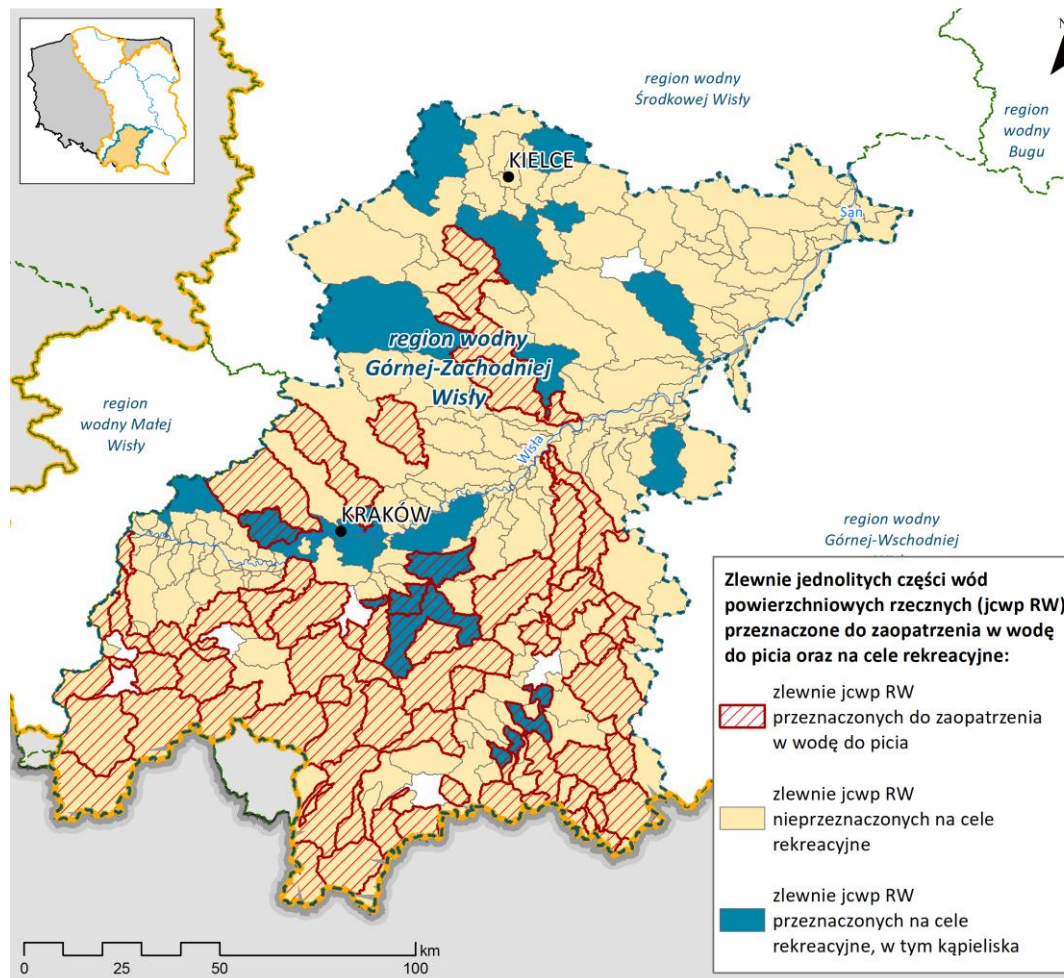 N
region wodny
Środkowej Wisły
region
wodny
Bugu
KIELCE
San
region wodny
Górnej-Zachodniej
Wisły
region
wodny Małej
Wisły
Wisła
KRAKÓW
region wodny
Górnej-Wschodniej
Zlewnie jednolitych części wód
powierzchniowych rzecznych (jcwp RW)
przeznaczone do zaopatrzenia w wodę
do picia oraz na cele rekreacyjne:
zlewnie jcwp RW
przeznaczonych do zaopatrzenia
w wodę do picia
zlewnie jcwp RW
nieprzeznaczonych na cele
rekreacyjne
zlewnie jcwp RW
przeznaczonych na cele
rekreacyjne, w tym kąpieliska
km
0 25 50 100